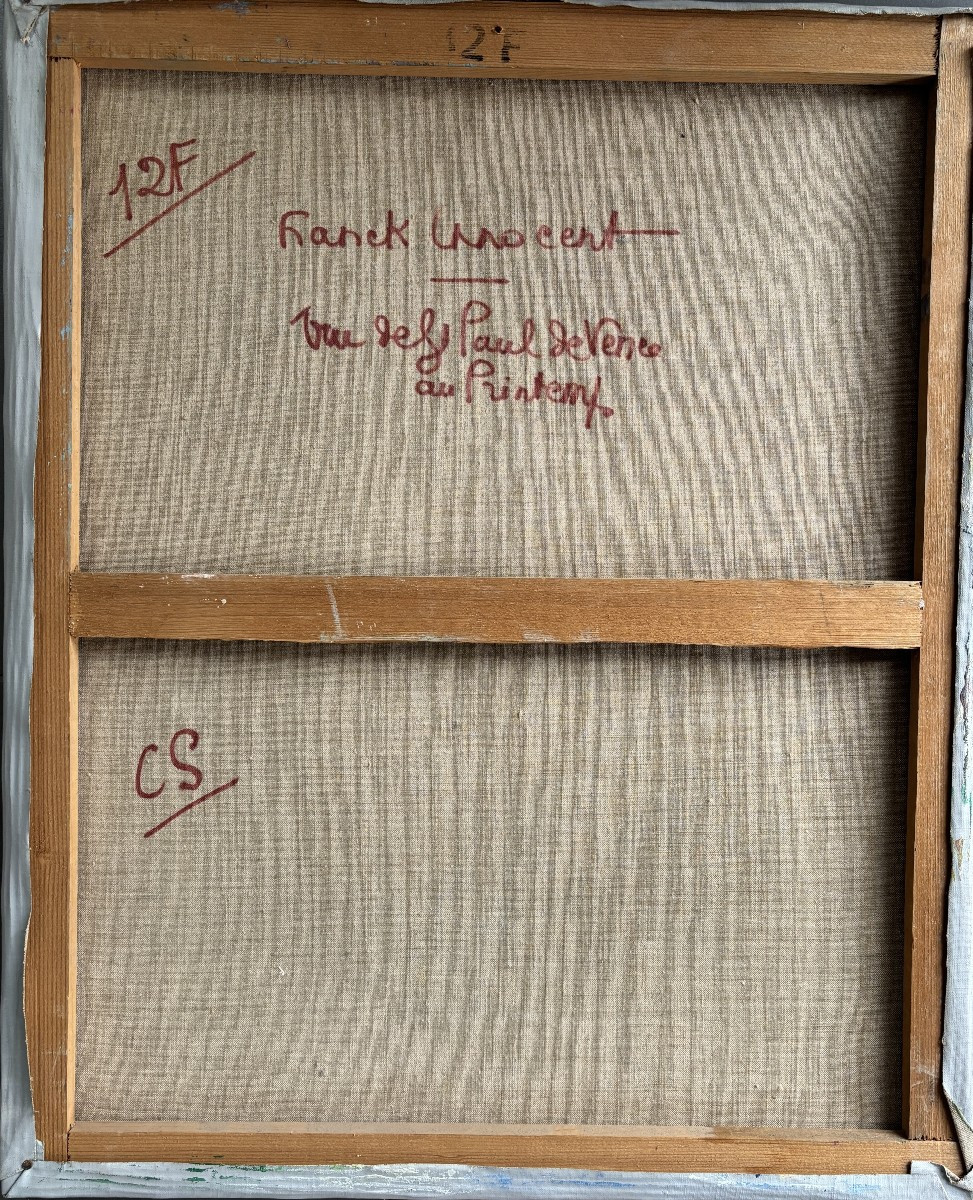 12F
12F
Franck Innocent
Vue de St Paul de Vence
au Printemps
CS